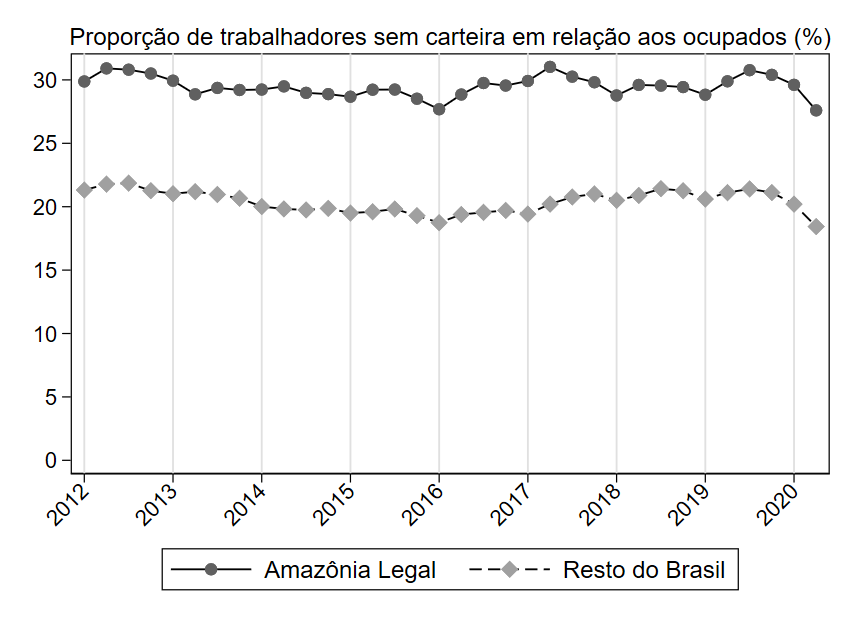 Proporção de trabalhadores sem carteira em relação aos ocupados (%)
30
25
20
15
10
5
0
2012 2013 2014 2015 2016 2017 2018 2019 2020
Amazônia Legal Resto do Brasil